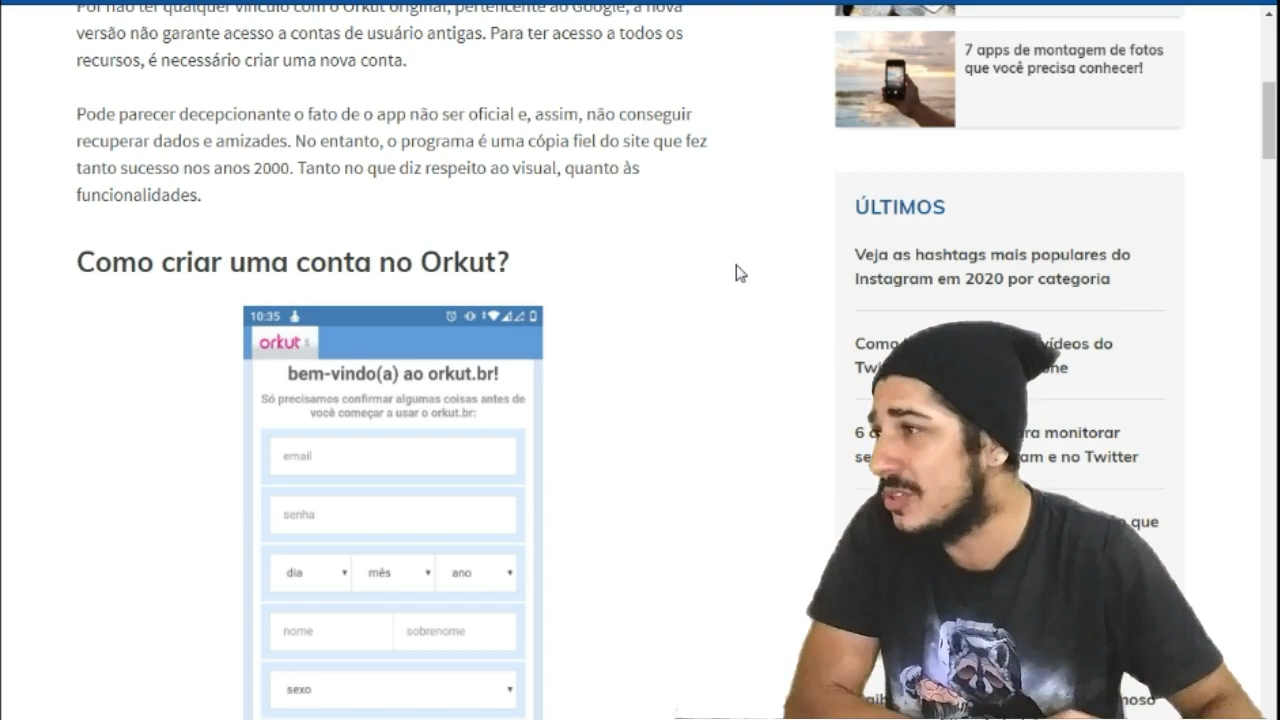 Por não ter qualquer vínculo com o Orkut original, pertencente ao Google, a nova
versão não garante acesso a contas de usuário antigas. Para ter acesso a todos os
recursos, é necessário criar uma nova conta.
Pode parecer decepcionante o fato de o app não ser oficial e, assim, não conseguir
recuperar dados e amizades. No entanto, o programa é uma cópia fiel do site que fez
tanto sucesso nos anos 2000. Tanto no que diz respeito ao visual, quanto às
funcionalidades.
Como criar uma conta no Orkut?
10:35
orkut
bem-vindo(a) ao orkut.br!
Só precisamos confirmar algumas coisas antes de
você começar a usar o orkut.br:
email
senha
dia mês ano
nome sobrenome
sexo
7 apps de montagem de fotos
que você precisa conhecer!
ÚLTIMOS
Veja as hashtags mais populares do
Instagram em 2020 por categoria
Como vídeos do
6 monitorar
e no Twitter
que